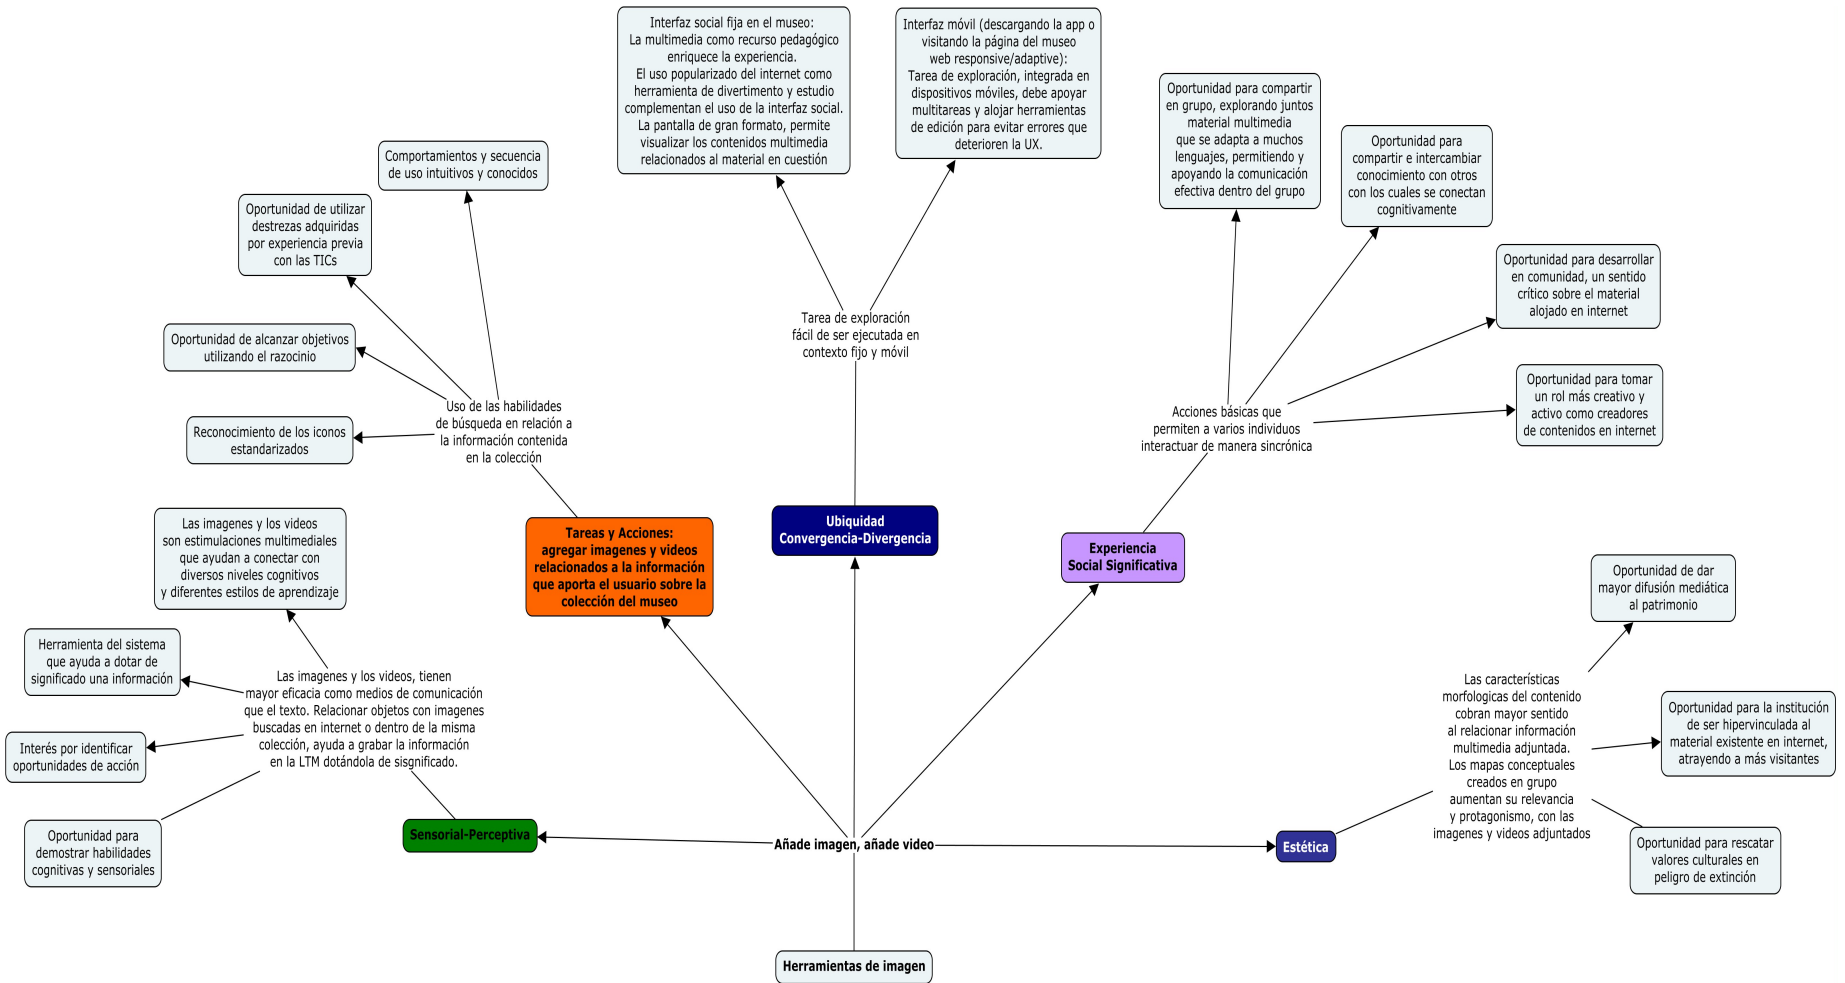 Interfaz social fija en el museo:
La multimedia como recurso pedagógico
enriquece la experiencia.
El uso popularizado del internet como
herramienta de divertimento y estudio
complementan el uso de la interfaz social.
La pantalla de gran formato, permite
visualizar los contenidos multimedia
relacionados al material en cuestión
Interfaz móvil (descargando la app o
visitando la página del museo
web responsive/adaptive):
Tarea de exploración, integrada en
dispositivos móviles, debe apoyar
multitareas y alojar herramientas
de edición para evitar errores que
deterioren la UX.
Oportunidad para compartir
en grupo, explorando juntos
material multimedia
que se adapta a muchos
lenguajes, permitiendo y
apoyando la comunicación
efectiva dentro del grupo
Oportunidad para
compartir e intercambiar
conocimiento con otros
con los cuales se conectan
cognitivamente
Comportamientos y secuencia
de uso intuitivos y conocidos
Oportunidad de utilizar
destrezas adquiridas
por experiencia previa
con las TICs
Oportunidad para desarrollar
en comunidad, un sentido
crítico sobre el material
alojado en internet
Oportunidad de alcanzar objetivos
utilizando el razocinio
Tarea de exploración
fácil de ser ejecutada en
contexto fijo y móvil
Oportunidad para tomar
un rol más creativo y
activo como creadores
de contenidos en internet
Reconocimiento de los iconos
estandarizados
Uso de las habilidades
de búsqueda en relación a
la información contenida
en la colección
Acciones básicas que
permiten a varios individuos
interactuar de manera sincrónica
Las imagenes y los videos
son estimulaciones multimediales
que ayudan a conectar con
diversos niveles cognitivos
y diferentes estilos de aprendizaje
Tareas y Acciones:
agregar imagenes y videos
relacionados a la información
que aporta el usuario sobre la
colección del museo
Ubiquidad
Convergencia-Divergencia
Experiencia
Social Significativa
Oportunidad de dar
mayor difusión mediática
al patrimonio
Herramienta del sistema
que ayuda a dotar de
significado una información
Las imagenes y los videos, tienen
mayor eficacia como medios de comunicación
que el texto. Relacionar objetos con imagenes
buscadas en internet o dentro de la misma
colección, ayuda a grabar la información
en la LTM dotándola de sisgnificado.
Las características
morfologicas del contenido
cobran mayor sentido
al relacionar información
multimedia adjuntada.
Los mapas conceptuales
creados en grupo
aumentan su relevancia
y protagonismo, con las
imagenes y videos adjuntados
Oportunidad para la institución
de ser hipervinculada al
material existente en internet,
atrayendo a más visitantes
Interés por identificar
oportunidades de acción
Oportunidad para
demostrar habilidades
cognitivas y sensoriales
Sensorial-Perceptiva
Añade imagen, añade video
Estética
Oportunidad para rescatar
valores culturales en
peligro de extinción
Herramientas de imagen